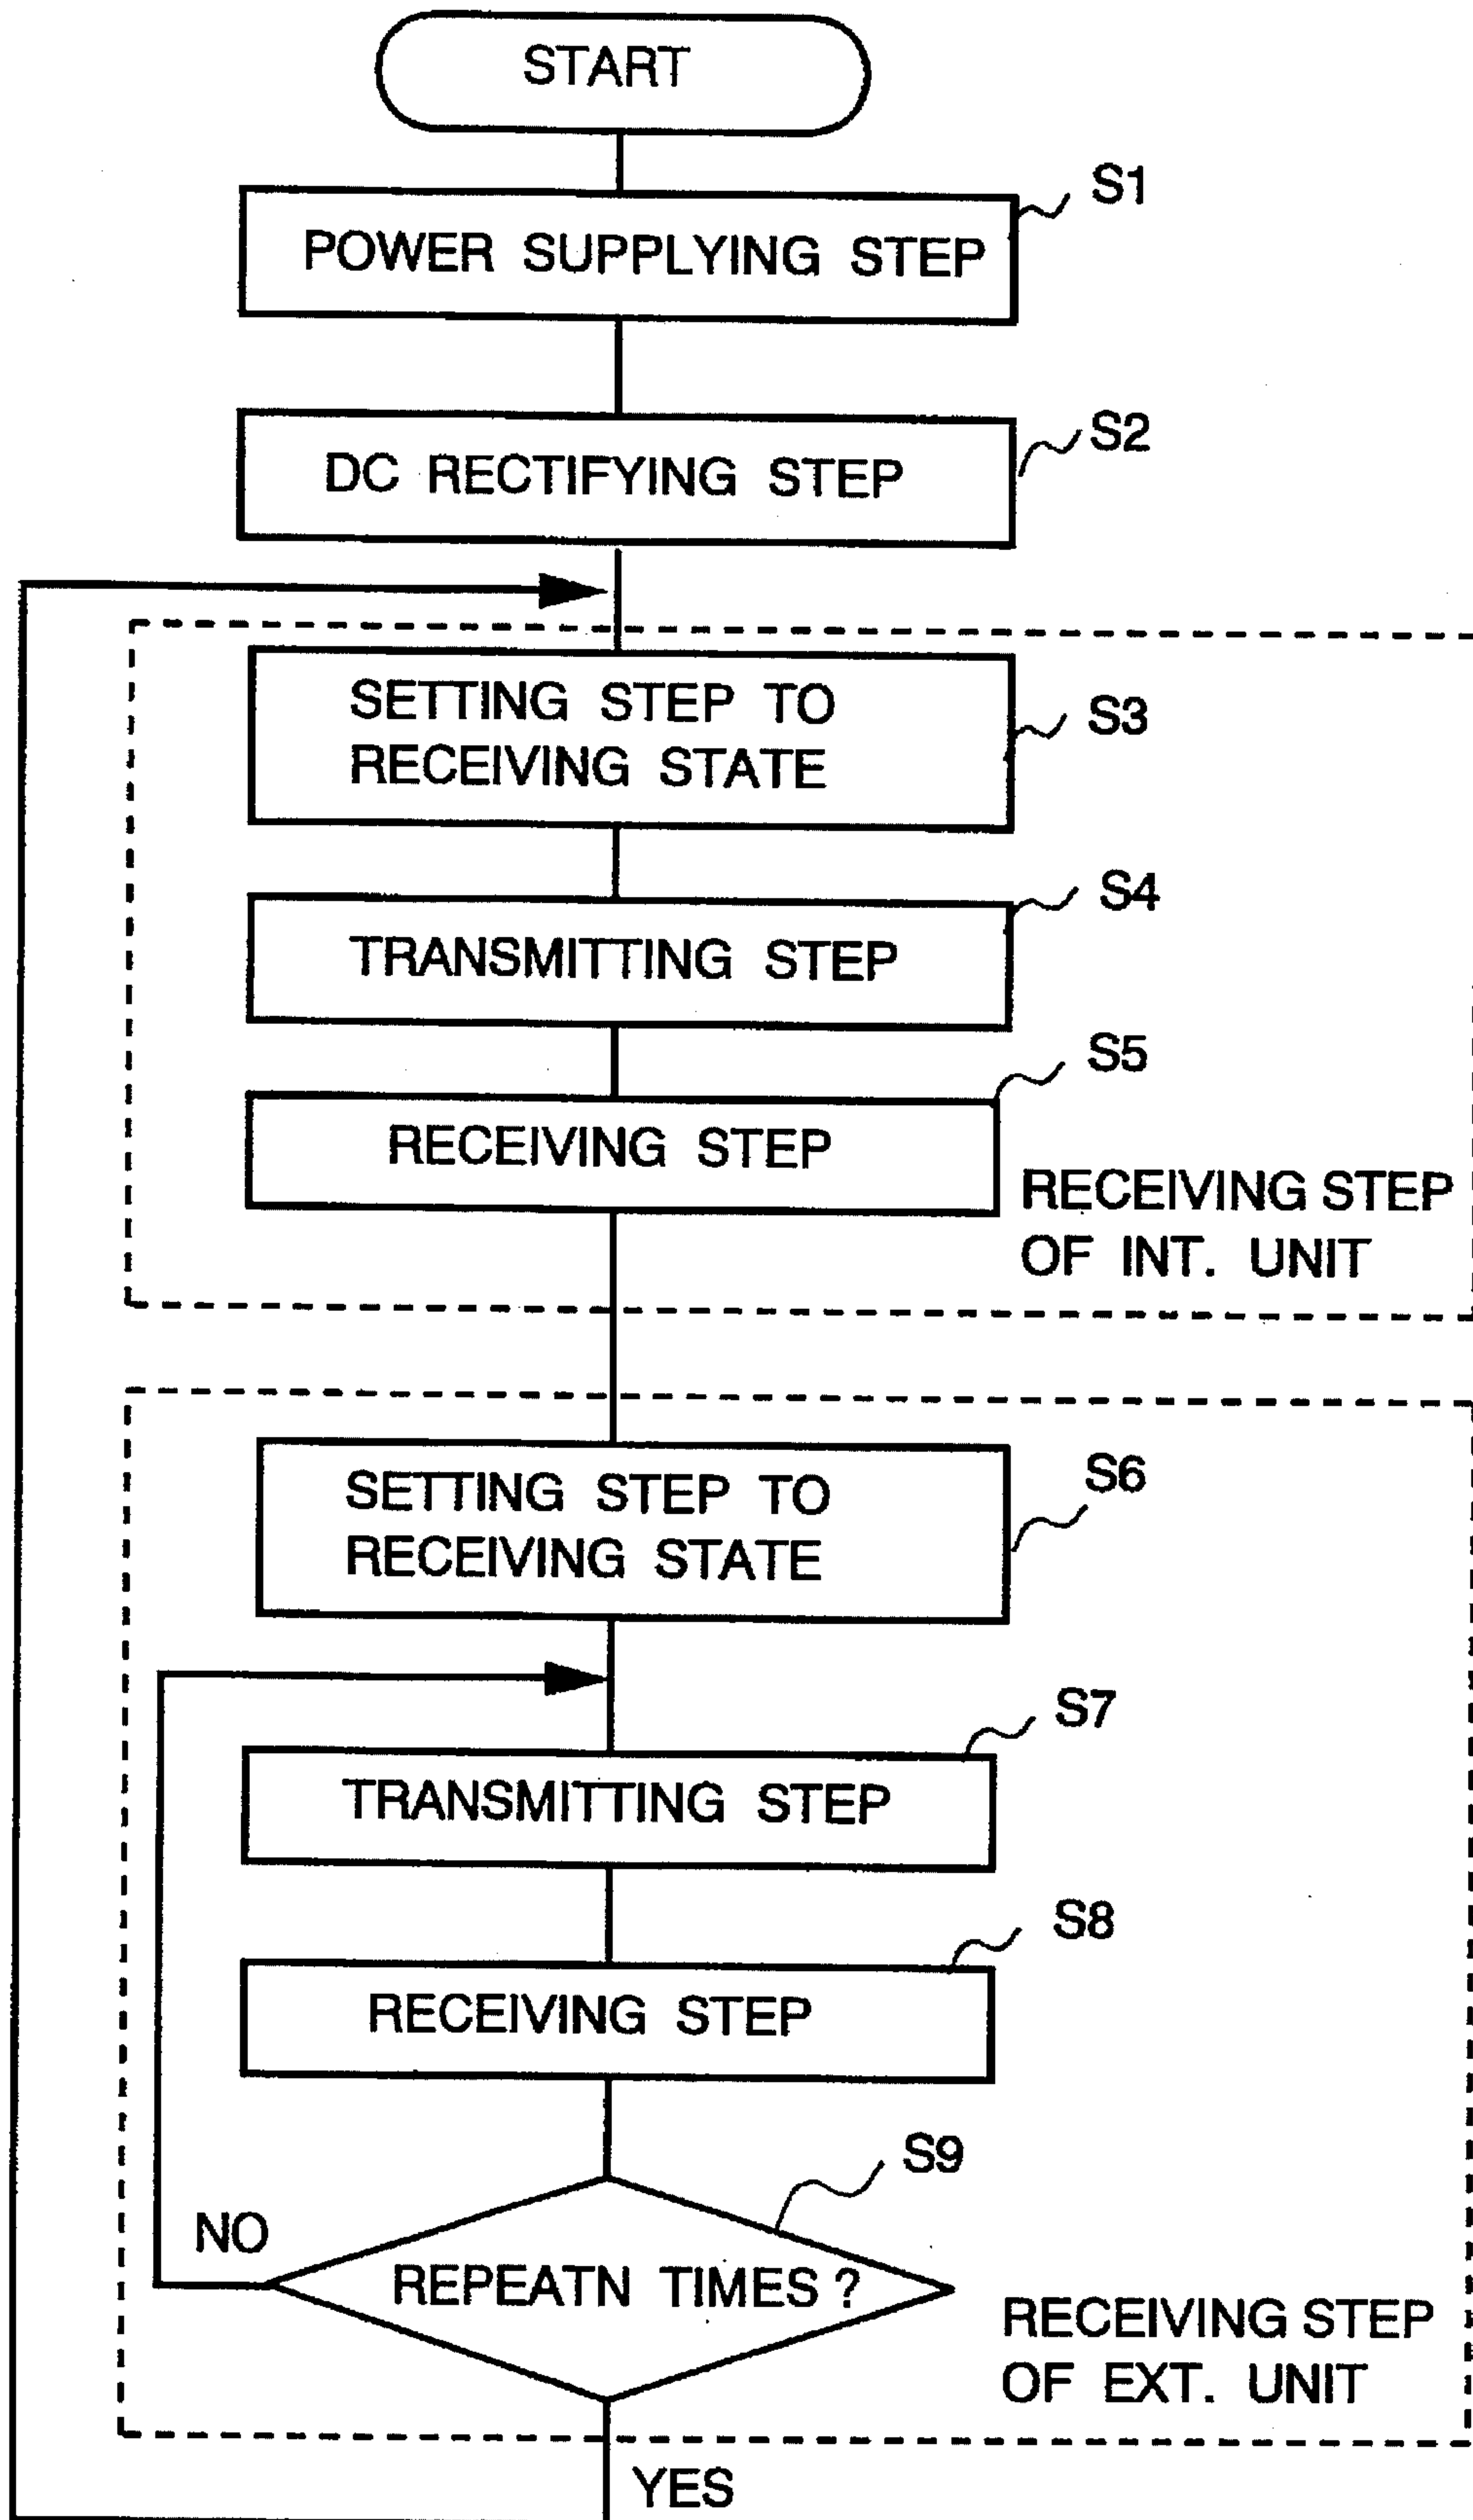 START
S1
POWER SUPPLYING STEP
S2
DC RECTIFYING STEP
SETTING STEP TO
RECEIVING STATE
S3
S4
TRANSMITTING STEP
S5
RECEIVING STEP
RECEIVING STEP
OF INT. UNIT
SETTING STEP TO
RECEIVING STATE
S6
S7
TRANSMITTING STEP
S8
RECEIVING STEP
S9
NO
REPEATN TIMES ?
RECEIVING STEP
OF EXT. UNIT
YES